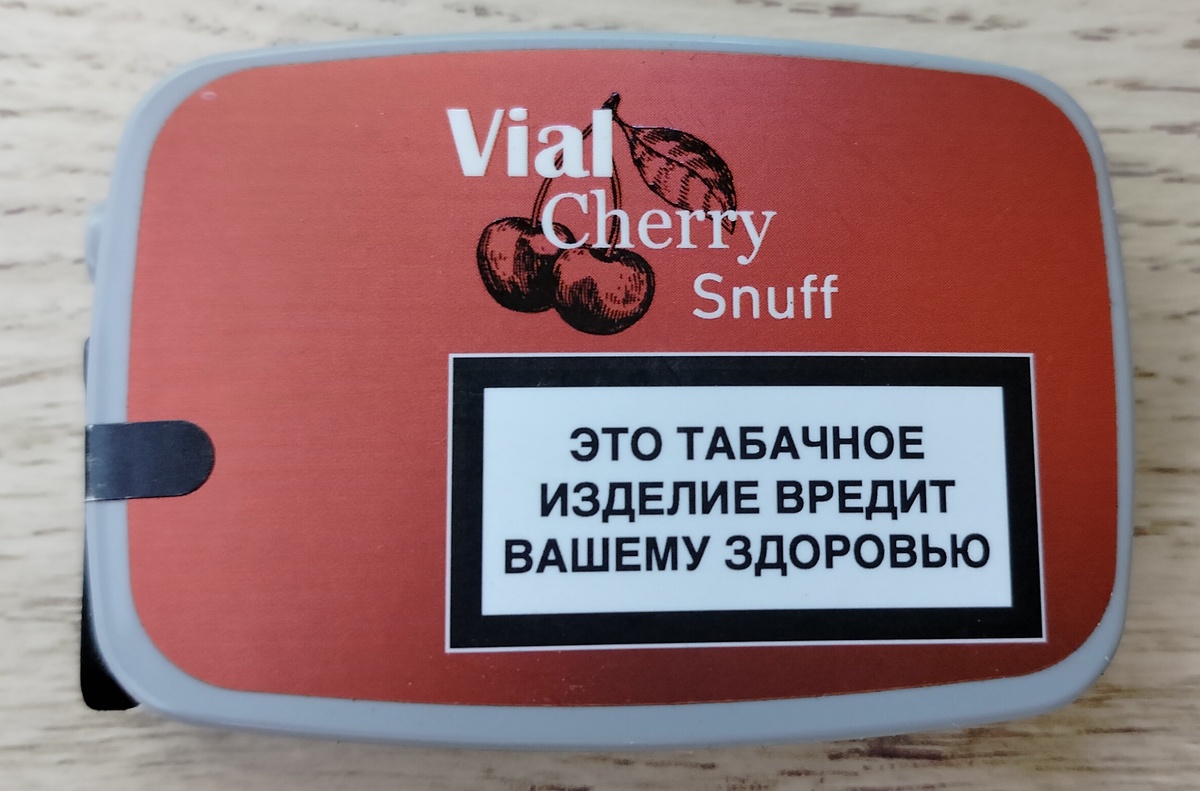 Vial
Cherry
Snuff
ЭТО ТАБАЧНОЕ
ИЗДЕЛИЕ ВРЕДИТ
ВАШЕМУ ЗДОРОВЬЮ